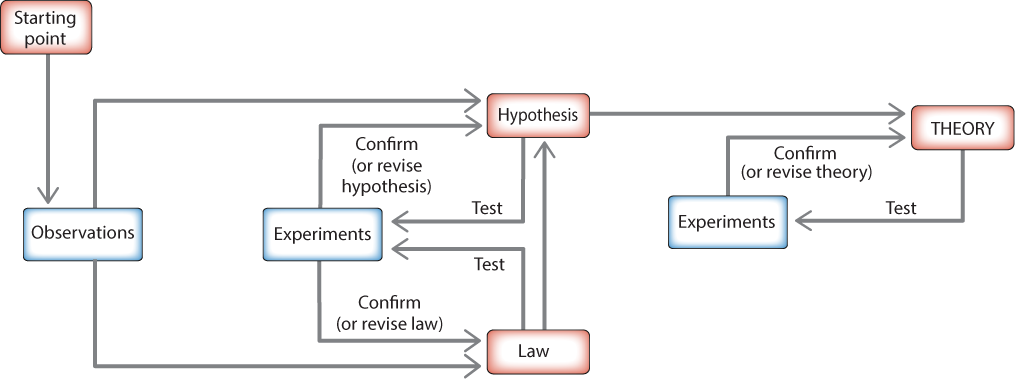 Starting
point
Hypothesis
THEORY
Confirm
(or revise
hypothesis)
Confirm
(or revise theory)
Test
Test
Observations
Experiments
Experiments
Test
Confirm
(or revise law)
Law